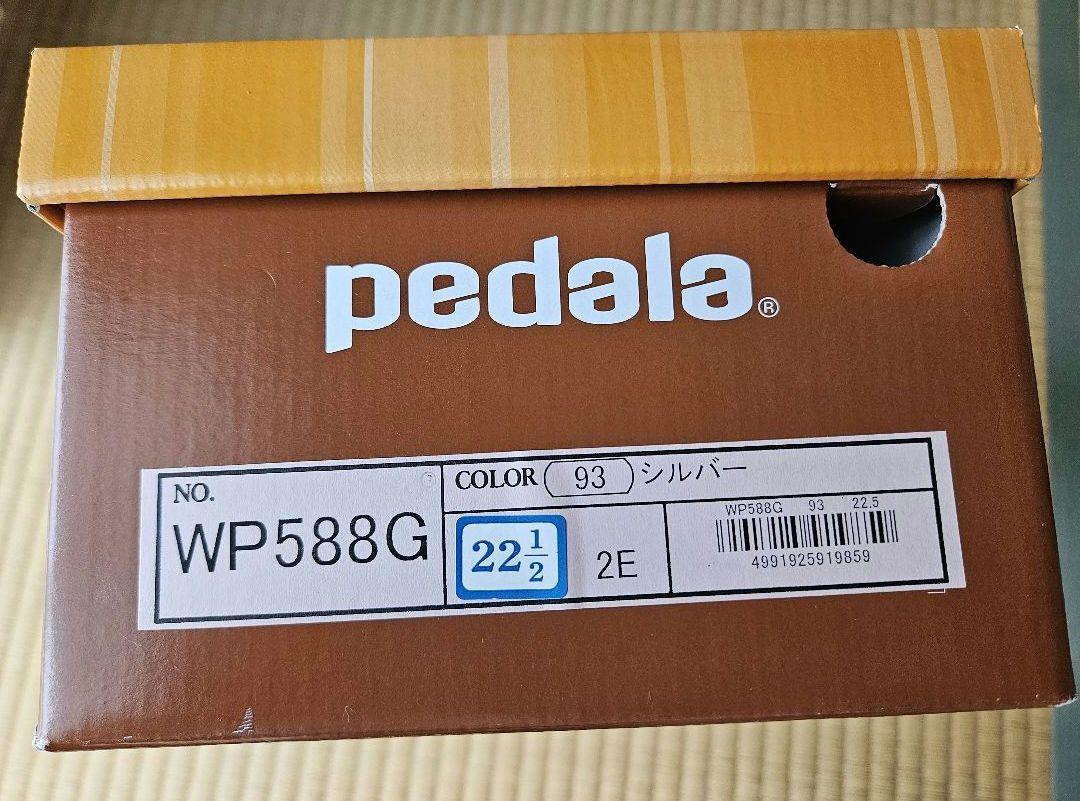 pedala®
NO.
WP588G
COLOR (93) シルバー
22 1/2
2E
WP588G 93 22.5
4991925919859